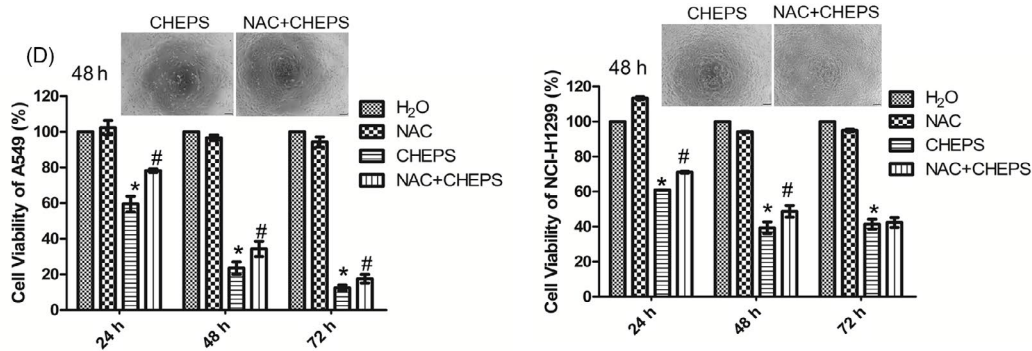 CHEPS NAC+CHEPS
(D)
48 h
Cell Viability of A549 (%)
120
100
80
60
40
20
0
H₂O
NAC
CHEPS
NAC+CHEPS
* #
* #
* #
24 h 48 h 72 h
CHEPS NAC+CHEPS
48 h
Cell Viability of NCI-H1299 (%)
120
100
80
60
40
20
0
H₂O
NAC
CHEPS
NAC+CHEPS
* #
* #
*
24 h 48 h 72 h